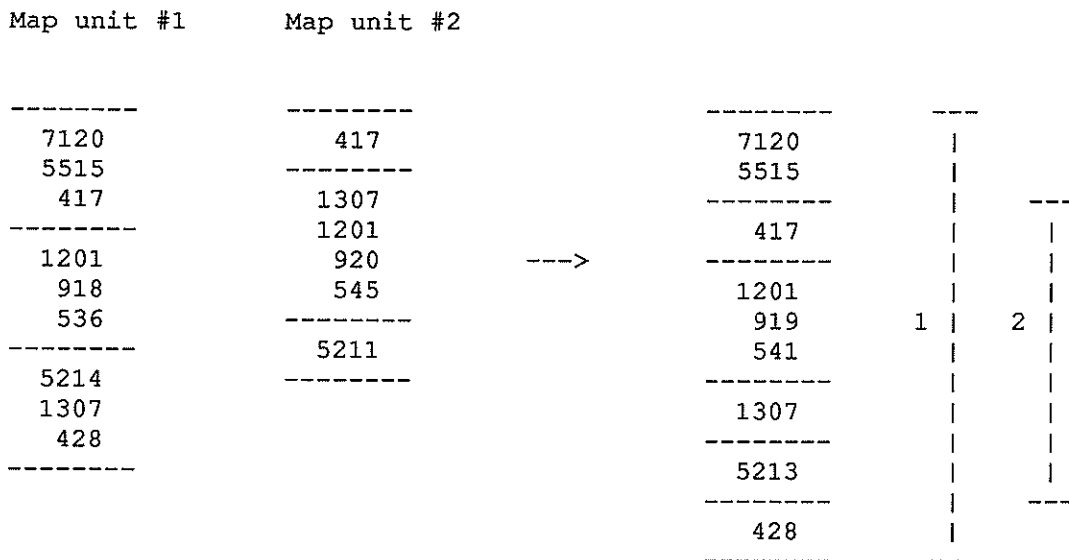 Map unit #1 Map unit #2
-------- -------- -------- ---
7120 417 7120 |
5515 -------- 5515 |
417 1307 -------- | ---
-------- 1201 417 | |
1201 920 ---> -------- | |
918 545 1201 | |
536 -------- 919 1 | 2 |
-------- 5211 541 | |
5214 -------- -------- | |
1307 1307 | |
428 -------- | |
-------- 5213 | |
-------- | ---
428 |
-------- ---